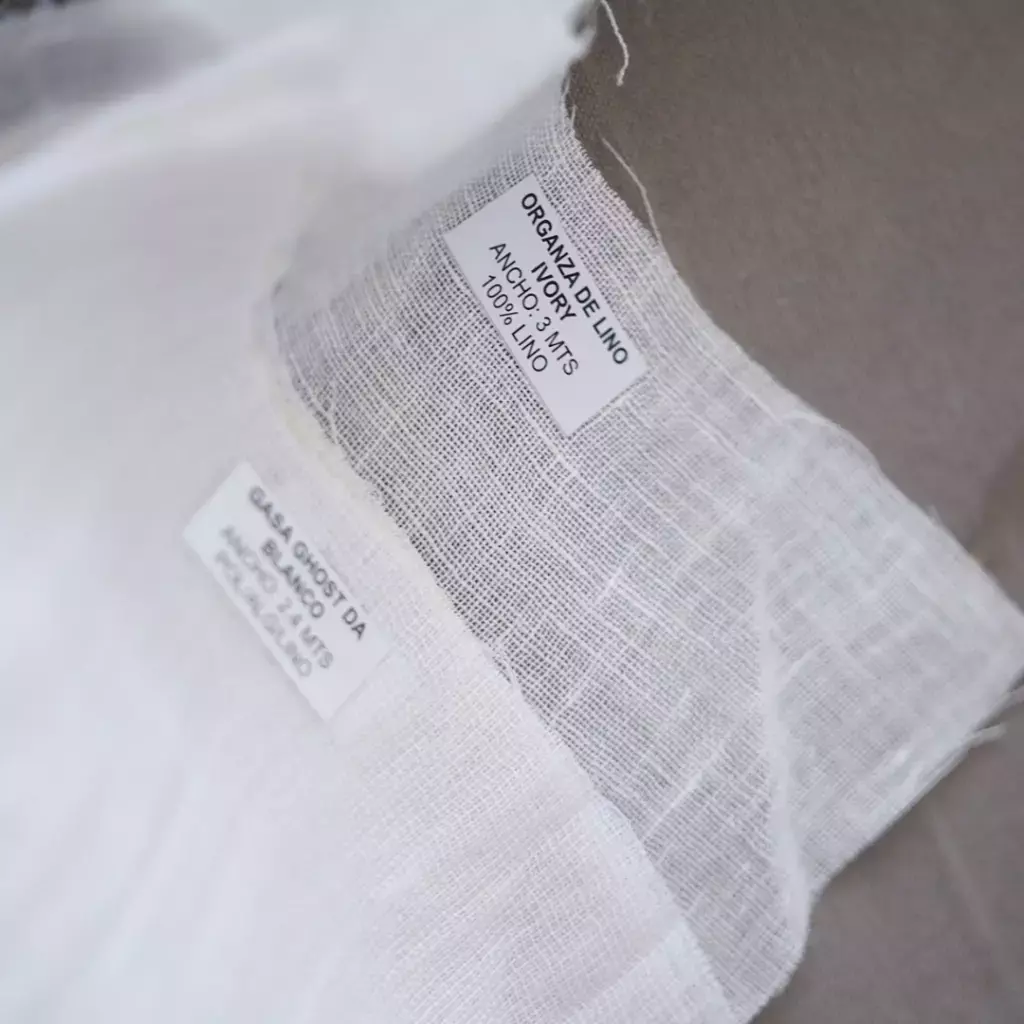 ORGANZA DE LINO
IVORY
ANCHO: 3 MTS
100% LINO
GASA GHOST DA
BLANCO
ANCHO: 2.4 MTS